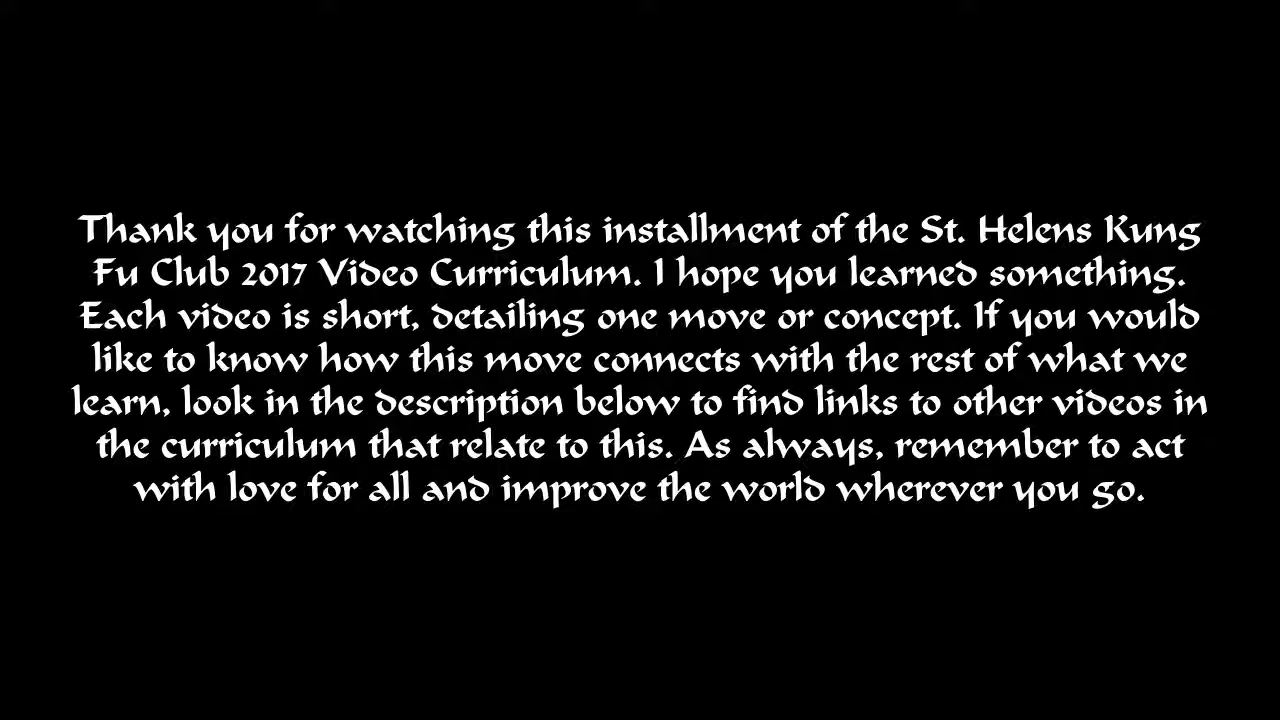 Thank you for watching this installment of the St. Helens Kung
Fu Club 2017 Video Curriculum. I hope you learned something.
Each video is short, detailing one move or concept. If you would
like to know how this move connects with the rest of what we
learn, look in the description below to find links to other videos in
the curriculum that relate to this. As always, remember to act
with love for all and improve the world wherever you go.